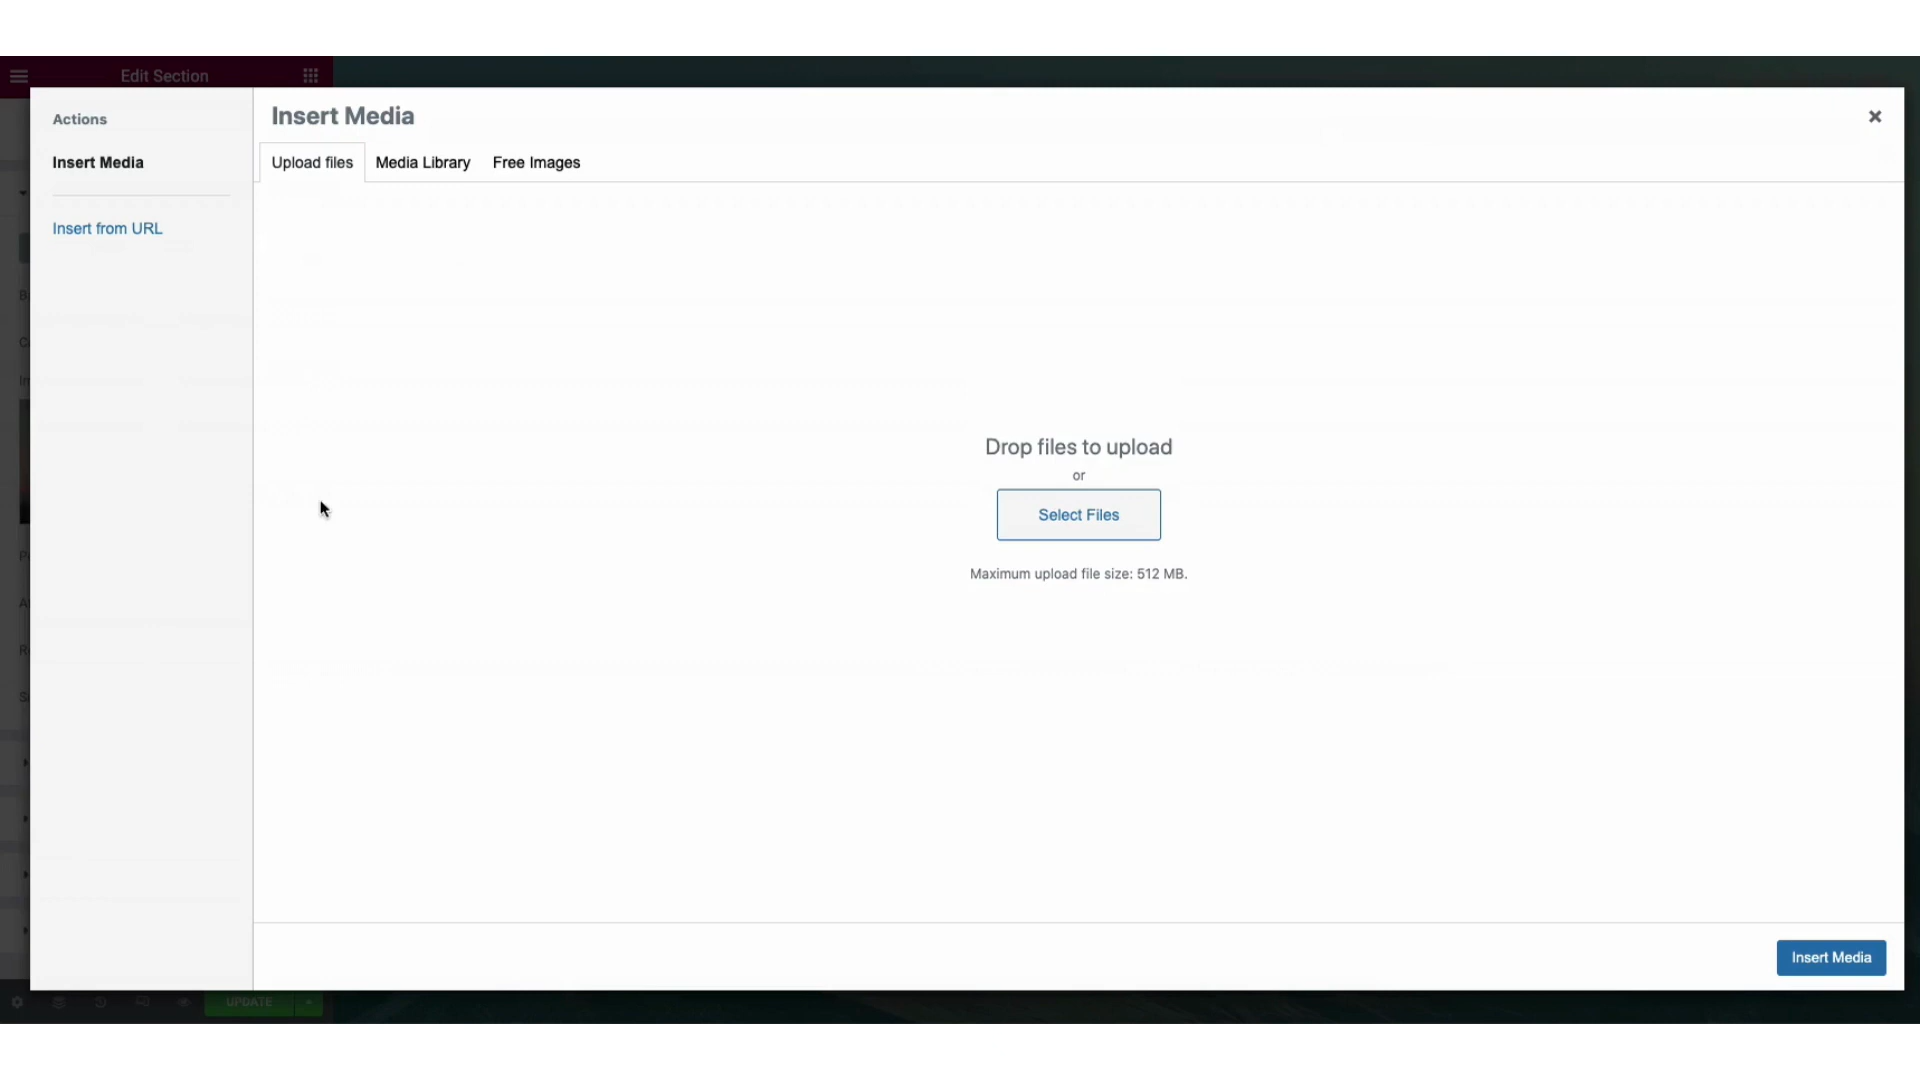 Edit Section
Actions
Insert Media
Insert from URL
Insert Media
Upload files
Media Library
Free Images
Drop files to upload
or
Select Files
Maximum upload file size: 512 MB.
Insert Media
UPDATE